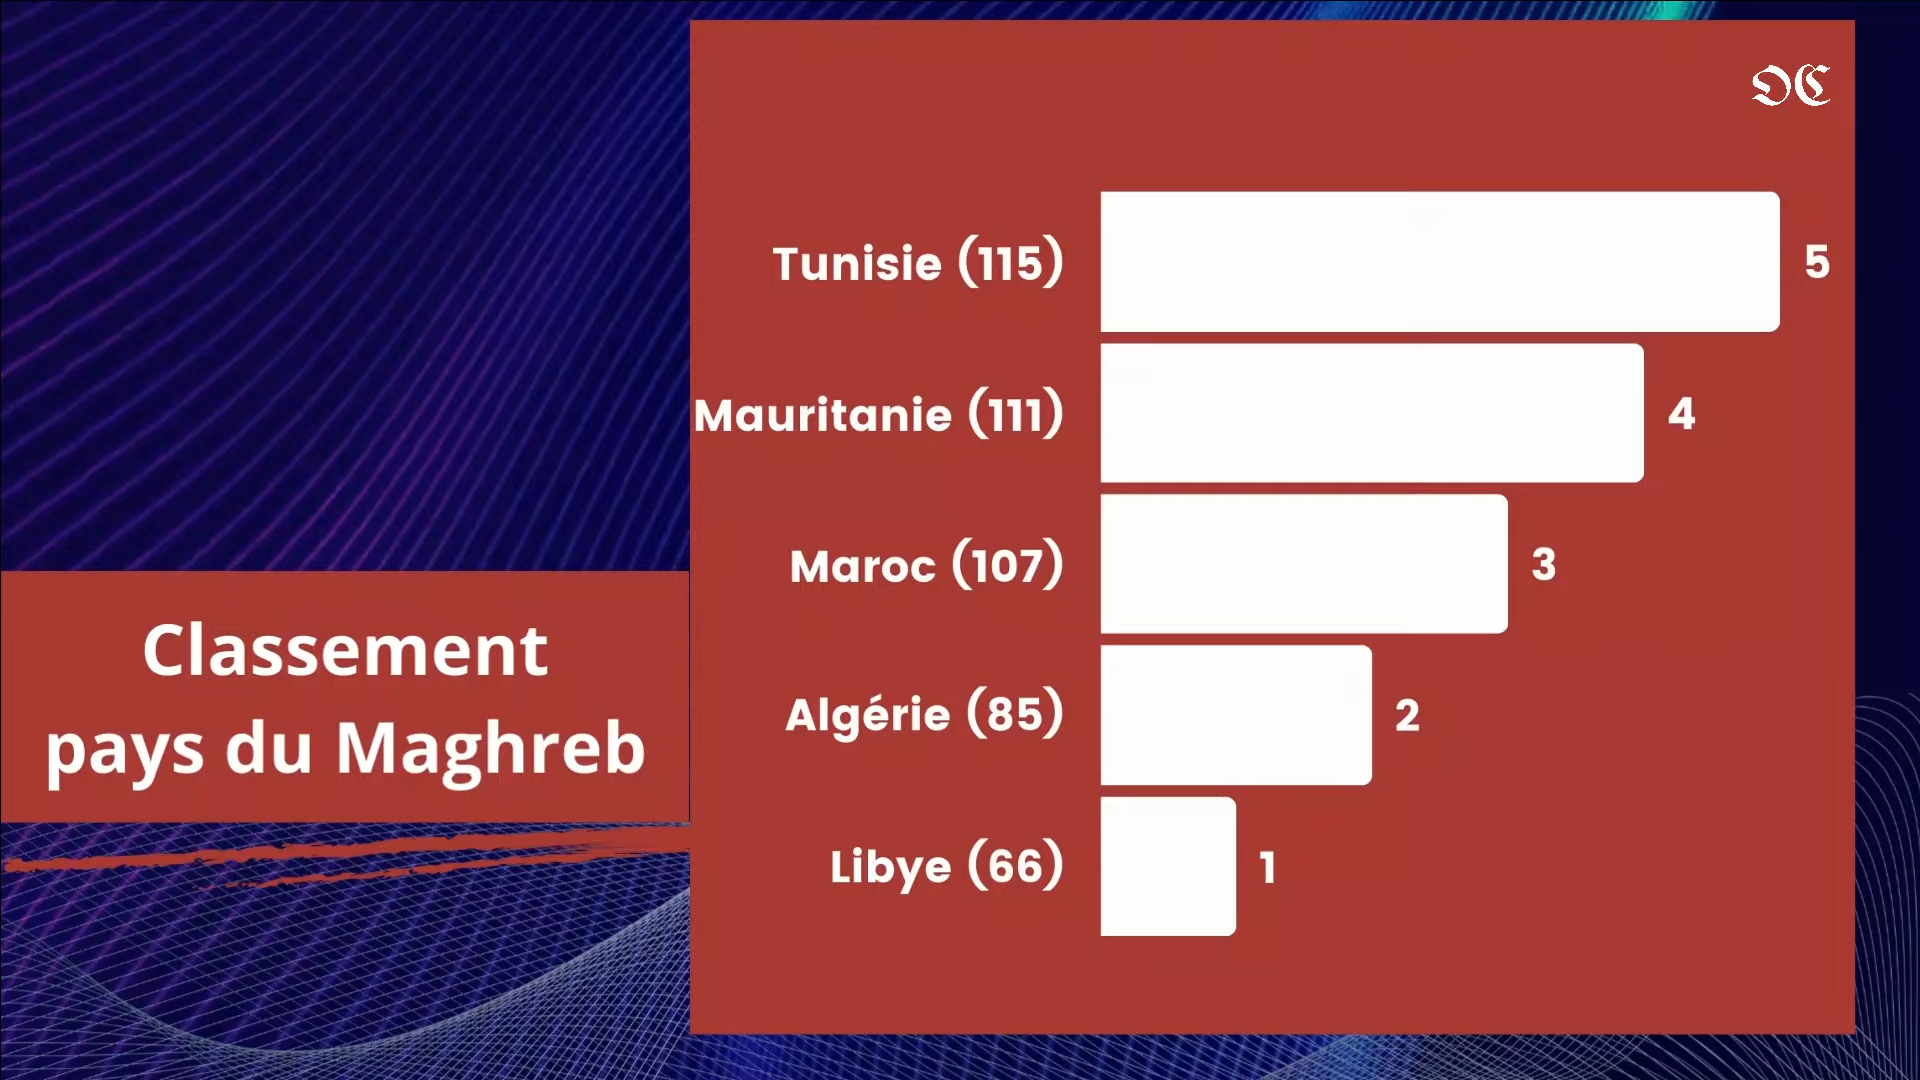 ᴔℭ
Tunisie (115)
5
Mauritanie (111)
4
Maroc (107)
3
Algérie (85)
2
Libye (66)
1
Classement
pays du Maghreb